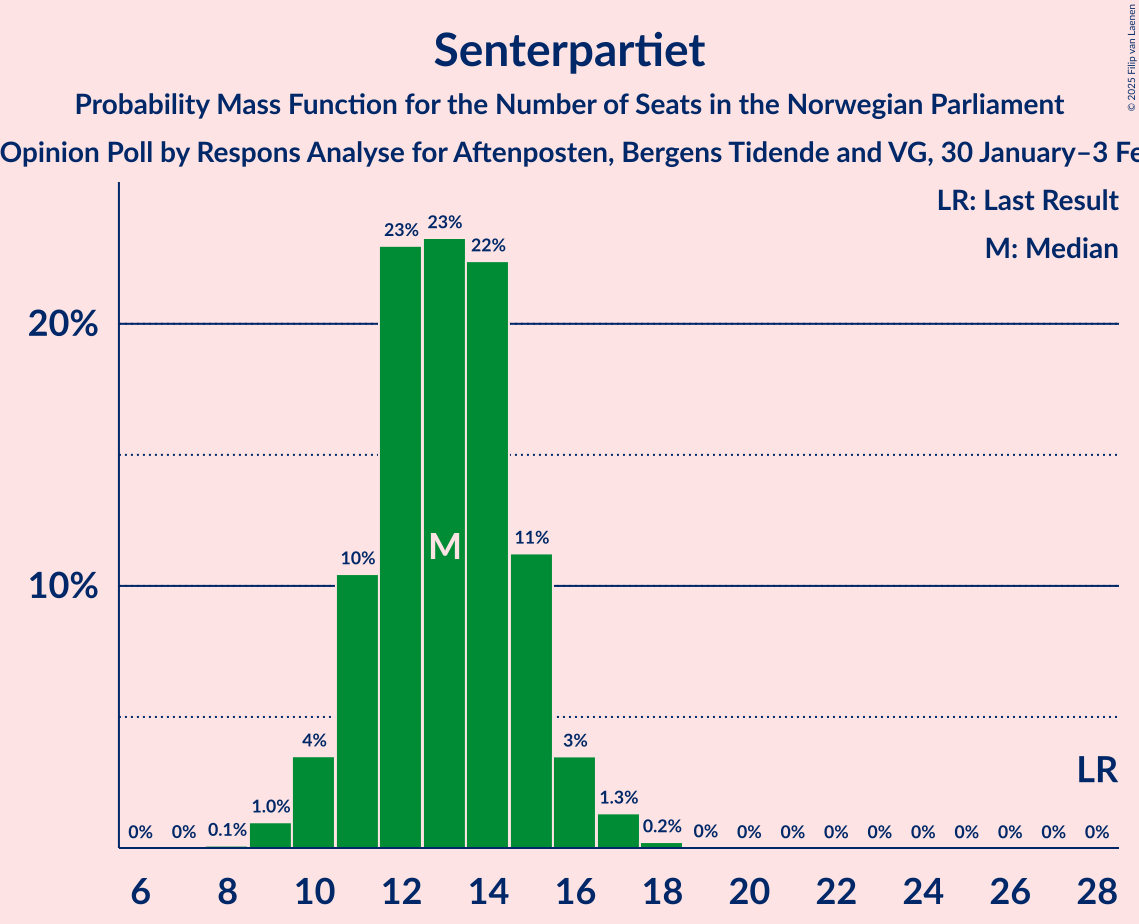 Senterpartiet
Probability Mass Function for the Number of Seats in the Norwegian Parliament
Opinion Poll by Respons Analyse for Aftenposten, Bergens Tidende and VG, 30 January–3 Fe
© 2025 Filip van Laenen
LR: Last Result
M: Median
23% 23% 22%
20%
M 11%
10%
10%
4% 3%
LR
0% 0% 0.1% 1.0% 1.3% 0.2% 0% 0% 0% 0% 0% 0% 0% 0% 0% 0%
6 8 10 12 14 16 18 20 22 24 26 28